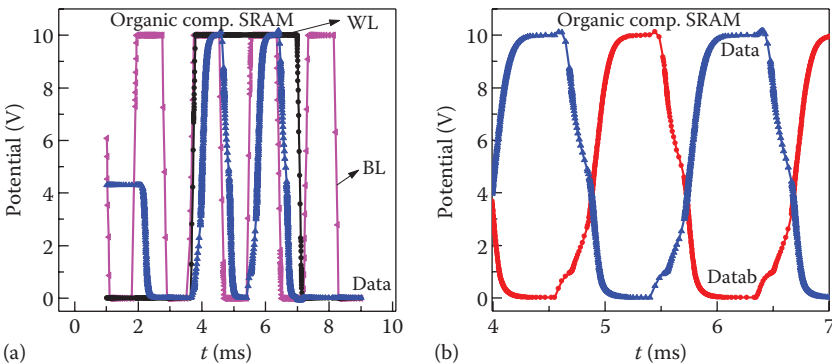 Organic comp. SRAM
WL
10
8
6
4
2
0
Potential (V)
BL
Data
0 2 4 6 8 10
(a) t (ms)
Organic comp. SRAM
10
8
6
4
2
0
Potential (V)
Data
Datab
4 5 6 7
(b) t (ms)